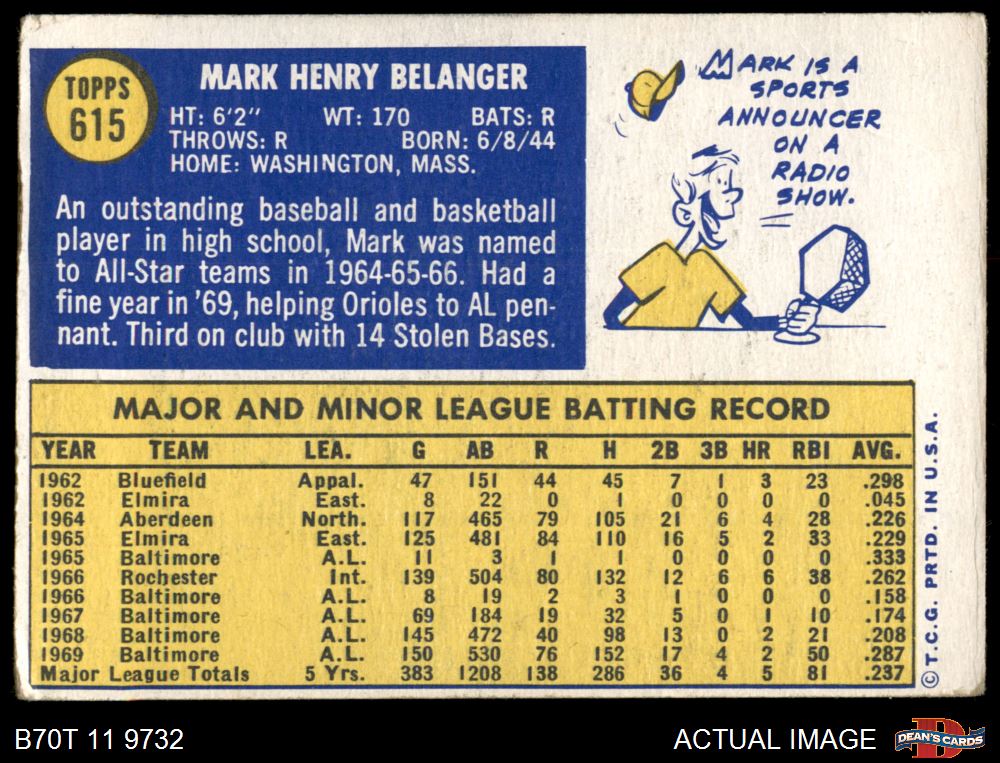 TOPPS
615
MARK HENRY BELANGER
HT: 6'2" WT: 170 BATS: R
THROWS: R BORN: 6/8/44
HOME: WASHINGTON, MASS.
An outstanding baseball and basketball
player in high school, Mark was named
to All-Star teams in 1964-65-66. Had a
fine year in '69, helping Orioles to AL pen-
nant. Third on club with 14 Stolen Bases.
MARK IS A
SPORTS
ANNOUNCER
ON A
RADIO
SHOW.
MAJOR AND MINOR LEAGUE BATTING RECORD
YEAR TEAM LEA. G AB R H 2B 3B HR RBI AVG.
1962 Bluefield Appal. 47 151 44 45 7 1 3 23 .298
1962 Elmira East. 8 22 0 1 0 0 0 0 .045
1964 Aberdeen North. 117 465 79 105 21 6 4 28 .226
1965 Elmira East. 125 481 84 110 16 5 2 33 .229
1965 Baltimore A.L. 11 3 1 1 0 0 0 0 .333
1966 Rochester Int. 139 504 80 132 12 6 6 38 .262
1966 Baltimore A.L. 8 19 2 3 1 0 0 0 .158
1967 Baltimore A.L. 69 184 19 32 5 0 1 10 .174
1968 Baltimore A.L. 145 472 40 98 13 0 2 21 .208
1969 Baltimore A.L. 150 530 76 152 17 4 2 50 .287
Major League Totals 5 Yrs. 383 1208 138 286 36 4 5 81 .237
© T.C.G. PRTD. IN U.S.A.
B70T 11 9732
ACTUAL IMAGE
DEAN'S CARDS